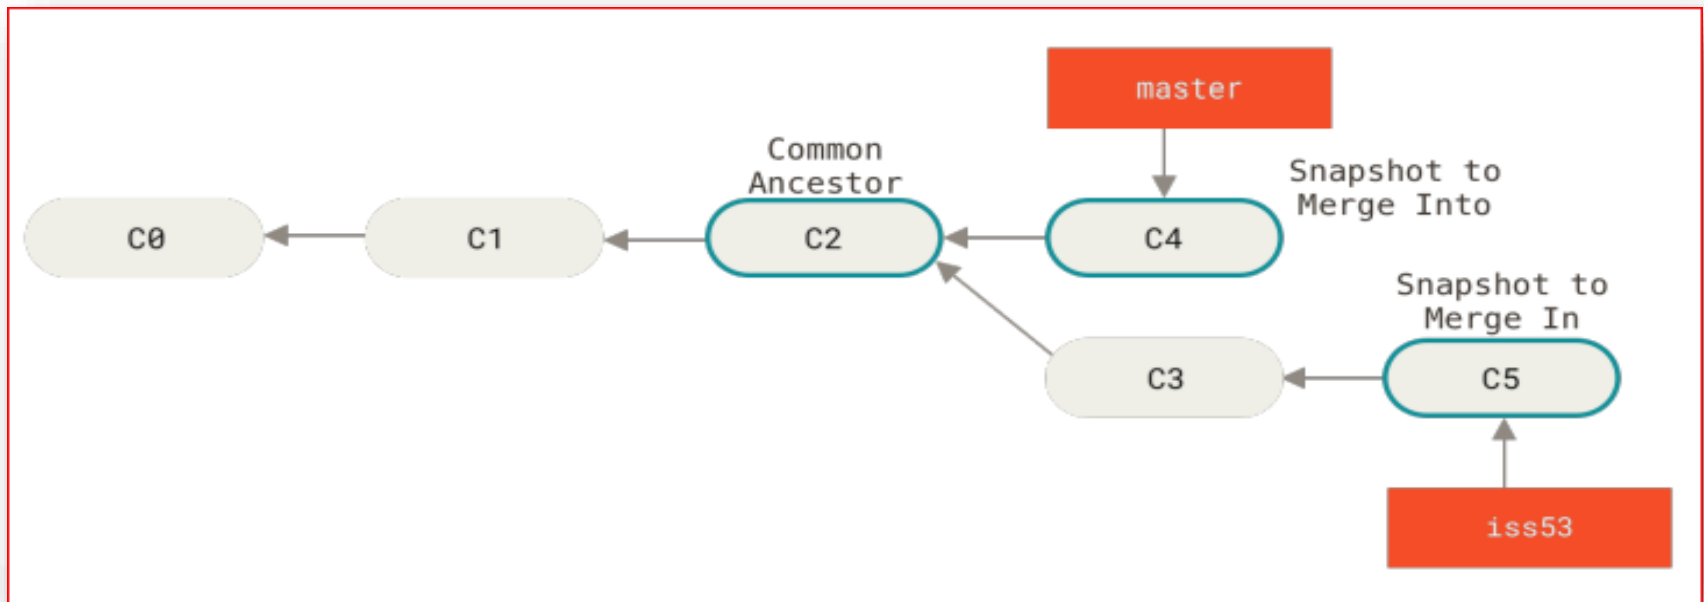 master
Common
Ancestor
Snapshot to
Merge Into
C0
C1
C2
C4
Snapshot to
Merge In
C3
C5
iss53